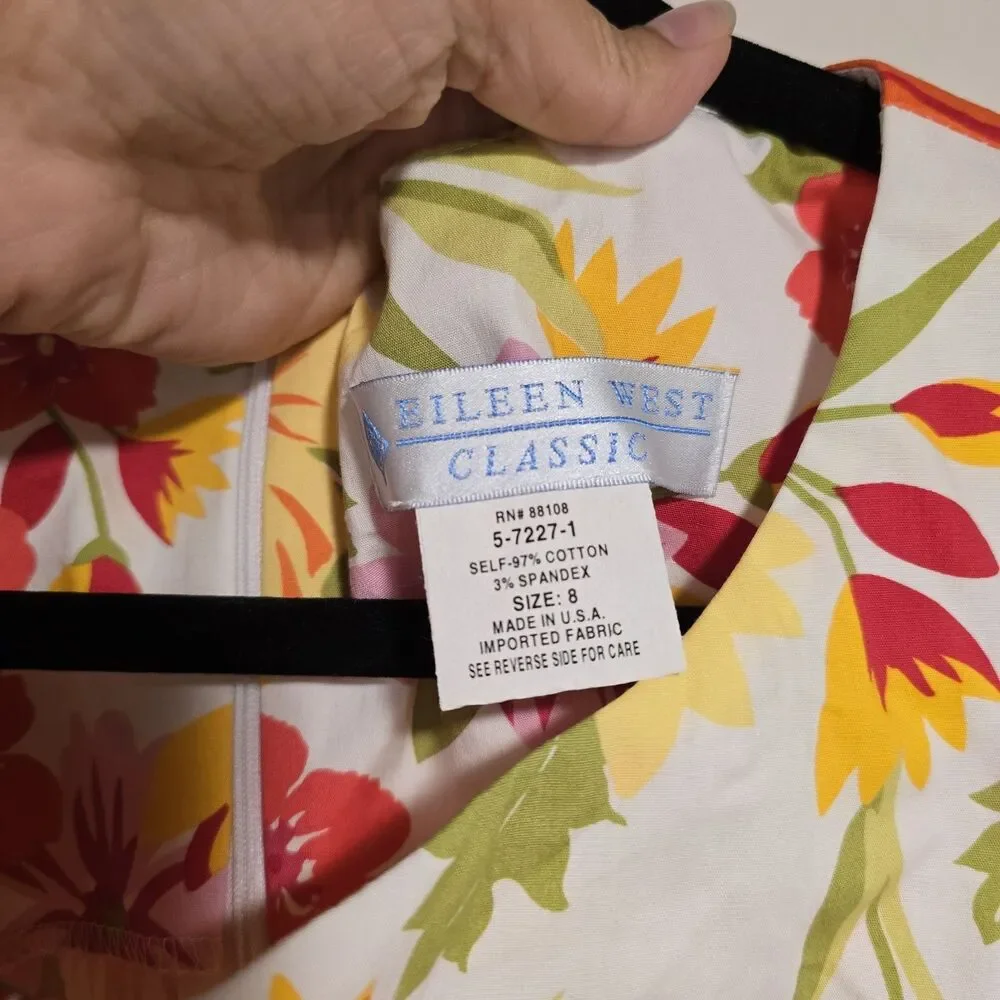 EILEEN WEST
CLASSIC
RN# 88108
5-7227-1
SELF-97% COTTON
3% SPANDEX
SIZE: 8
MADE IN U.S.A.
IMPORTED FABRIC
SEE REVERSE SIDE FOR CARE